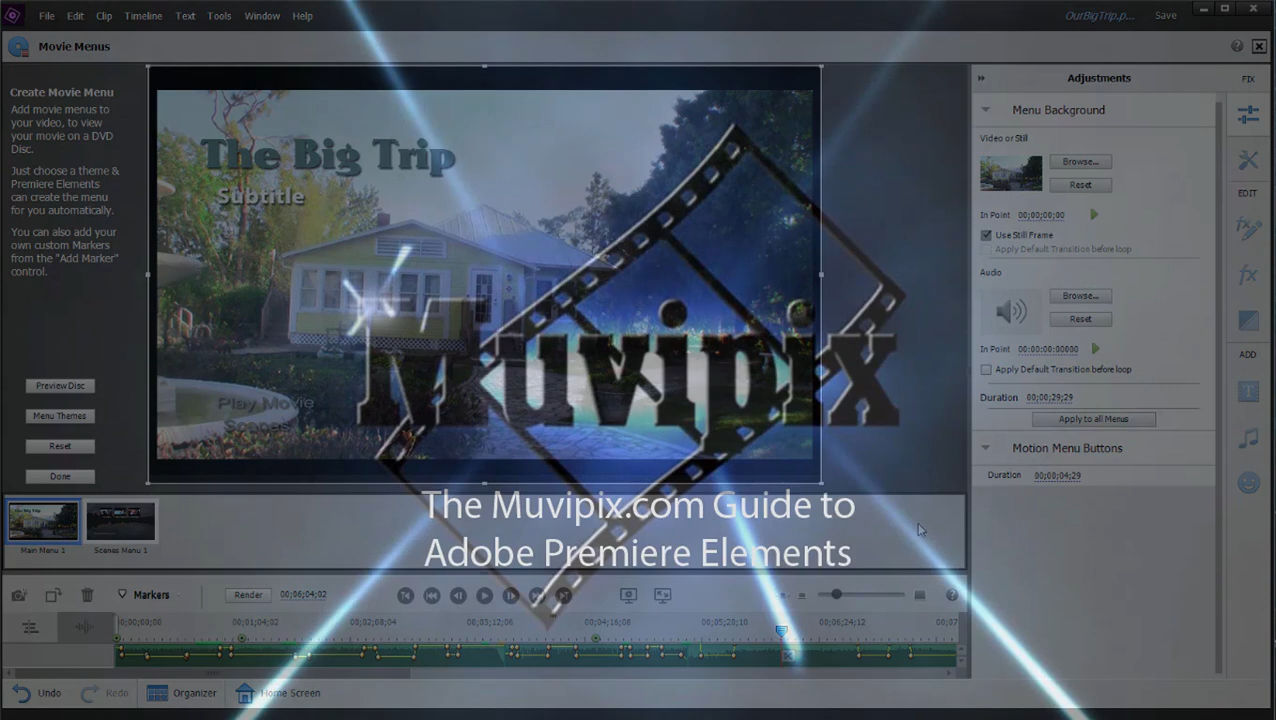 File Edit Clip Timeline Text Tools Window Help
OurBigTrip.p... Save
Movie Menus
Create Movie Menu
Add movie menus to
your video, to view
your movie on a DVD
Disc.
Just choose a theme &
Premiere Elements
can create the menu
for you automatically.
You can also add your
own custom Markers
from the "Add Marker"
control.
Preview Disc
Menu Themes
Reset
Done
The Big Trip
Subtitle
Play Movie
Scenes
Muvipix
The Muvipix.com Guide to
Adobe Premiere Elements
Adjustments
Menu Background
Video or Still
Browse...
Reset
In Point 00;00;00;00
Use Still Frame
Apply Default Transition before loop
Audio
Browse...
Reset
In Point 00:00:00:00000
Apply Default Transition before loop
Duration 00;00;29;29
Apply to all Menus
Motion Menu Buttons
Duration 00;00;04;29
FIX
EDIT
fx
ADD
T
Main Menu 1 Scenes Menu 1
Markers Render 00;06;04;02
;00;00;00 00;01;04;02 00;02;08;04 00;03;12;06 00;04;16;08 00;05;20;10 00;06;24;12 00;07
Undo Redo Organizer Home Screen